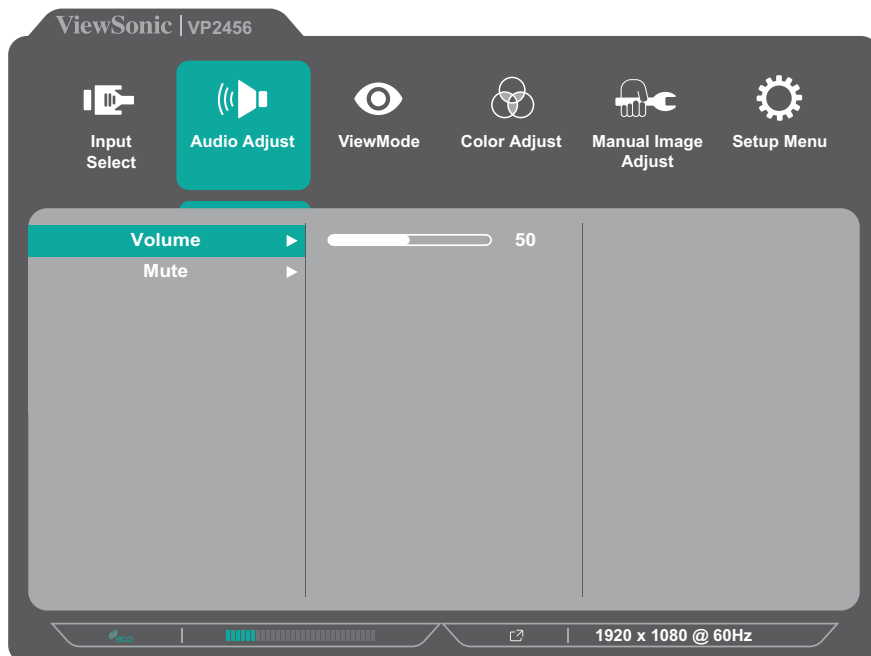 ViewSonic | VP2456
Input Select
Audio Adjust
ViewMode
Color Adjust
Manual Image Adjust
Setup Menu
Volume
50
Mute
eco
1920 x 1080 @ 60Hz